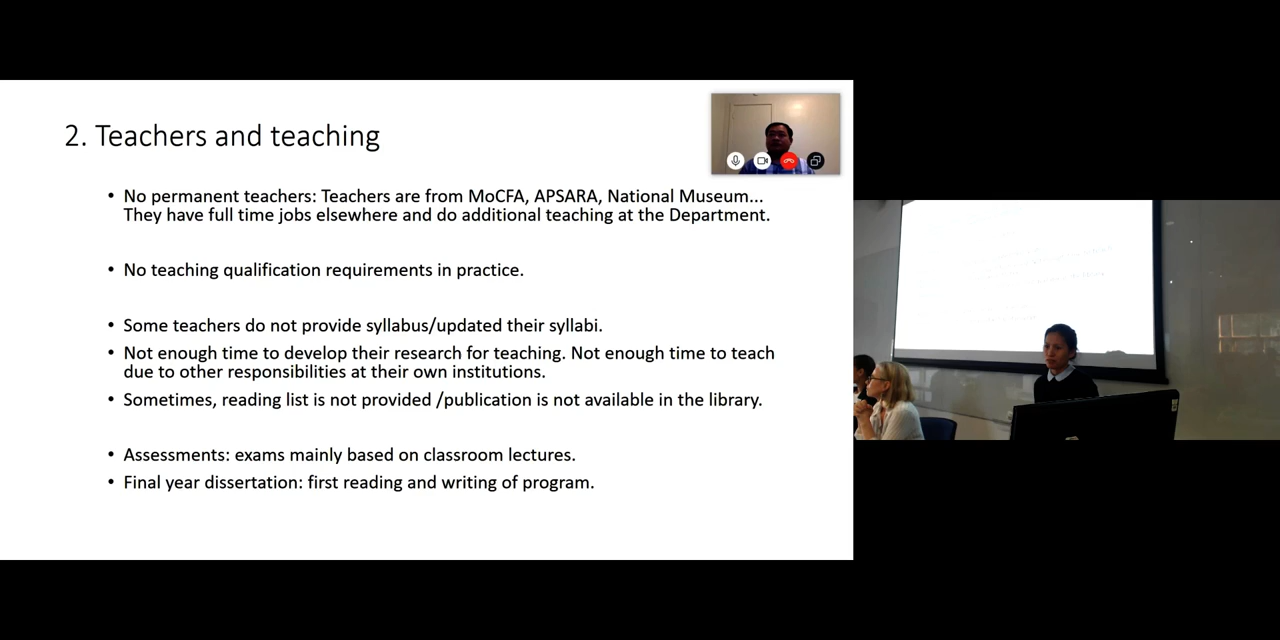 2. Teachers and teaching
• No permanent teachers: Teachers are from MoCFA, APSARA, National Museum...
They have full time jobs elsewhere and do additional teaching at the Department.
• No teaching qualification requirements in practice.
• Some teachers do not provide syllabus/updated their syllabi.
• Not enough time to develop their research for teaching. Not enough time to teach
due to other responsibilities at their own institutions.
• Sometimes, reading list is not provided /publication is not available in the library.
• Assessments: exams mainly based on classroom lectures.
• Final year dissertation: first reading and writing of program.